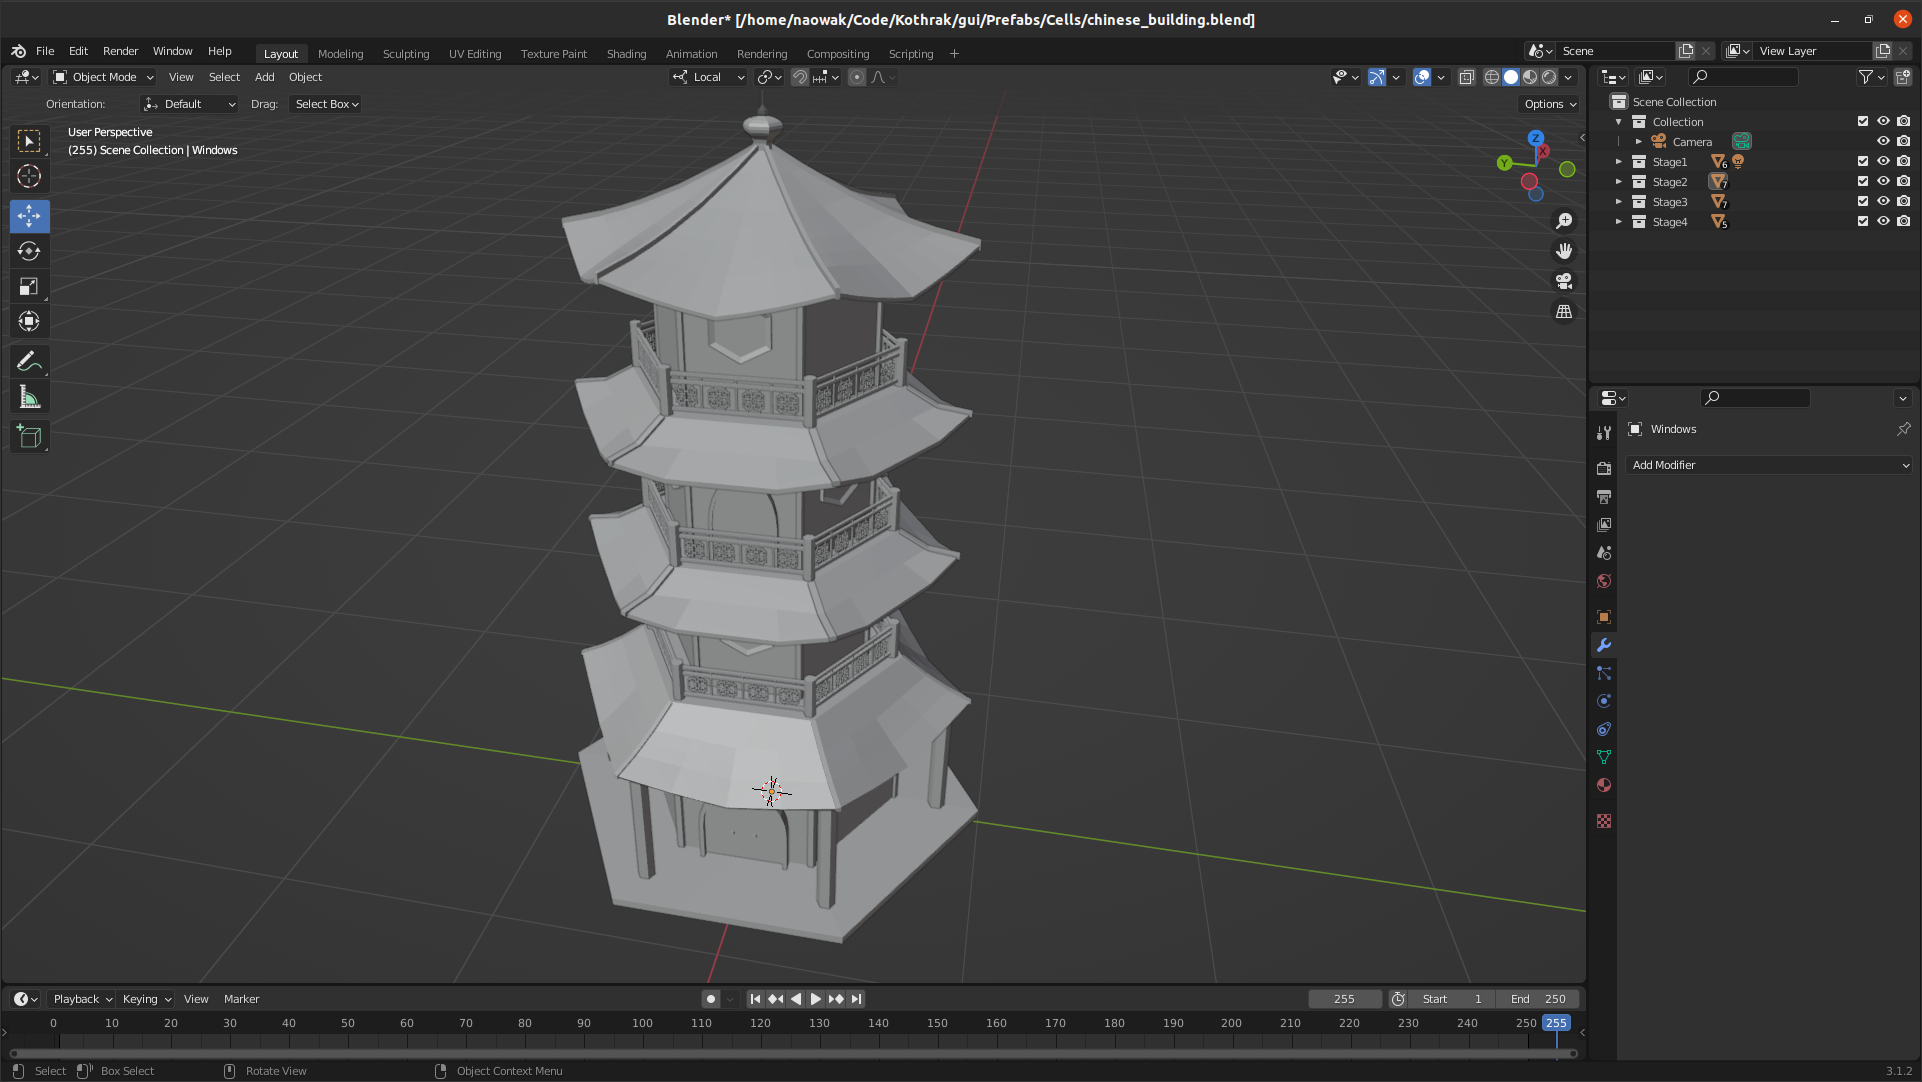 Blender* [/home/naowak/Code/Kothrak/gui/Prefabs/Cells/chinese_building.blend]
File Edit Render Window Help Layout Modeling Sculpting UV Editing Texture Paint Shading Animation Rendering Compositing Scripting + Scene View Layer
Object Mode View Select Add Object Local
Orientation: Default Drag: Select Box Options
User Perspective
(255) Scene Collection | Windows
Z
X
Y
Scene Collection
Collection
Camera
Stage1 6
Stage2 7
Stage3 7
Stage4 5
Windows
Add Modifier
Playback Keying View Marker 255 Start 1 End 250
0 10 20 30 40 50 60 70 80 90 100 110 120 130 140 150 160 170 180 190 200 210 220 230 240 250 255
Select Box Select Rotate View Object Context Menu 3.1.2